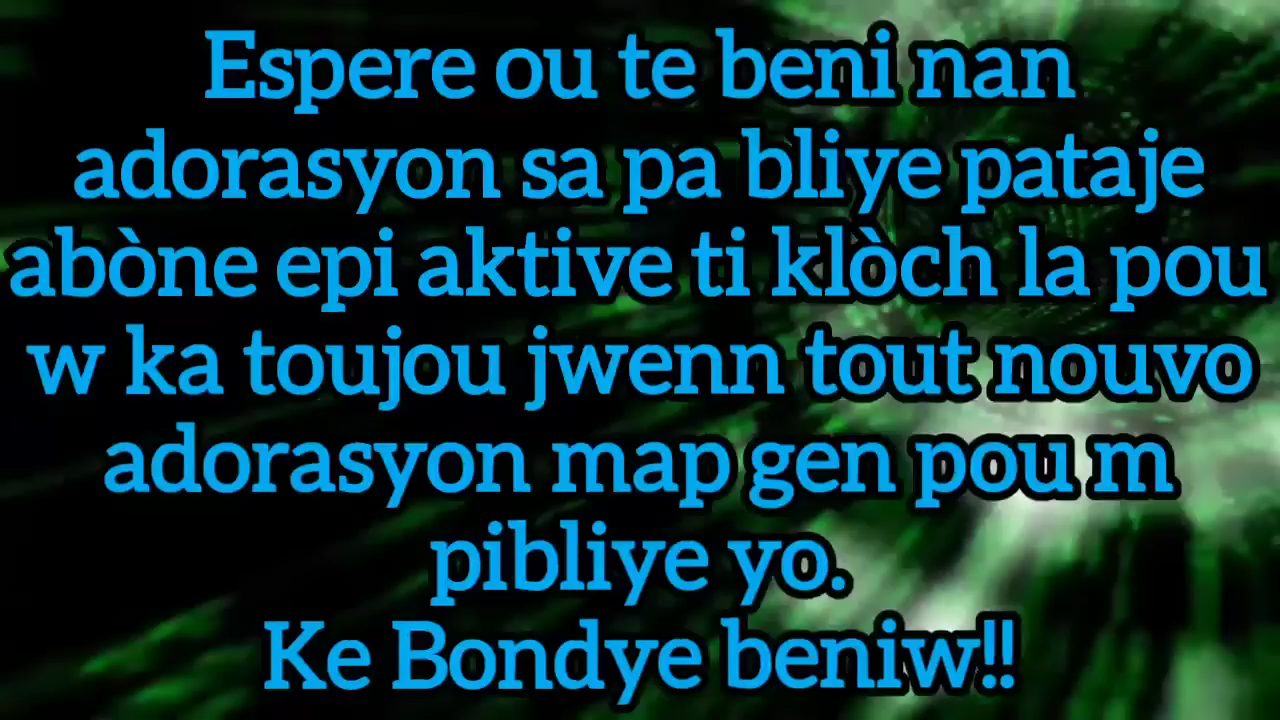 Espere ou te beni nan
adorasyon sa pa bliye pataje
abòne epi aktive ti klòch la pou
w ka toujou jwenn tout nouvo
adorasyon map gen pou m
pibliye yo.
Ke Bondye beniw!!